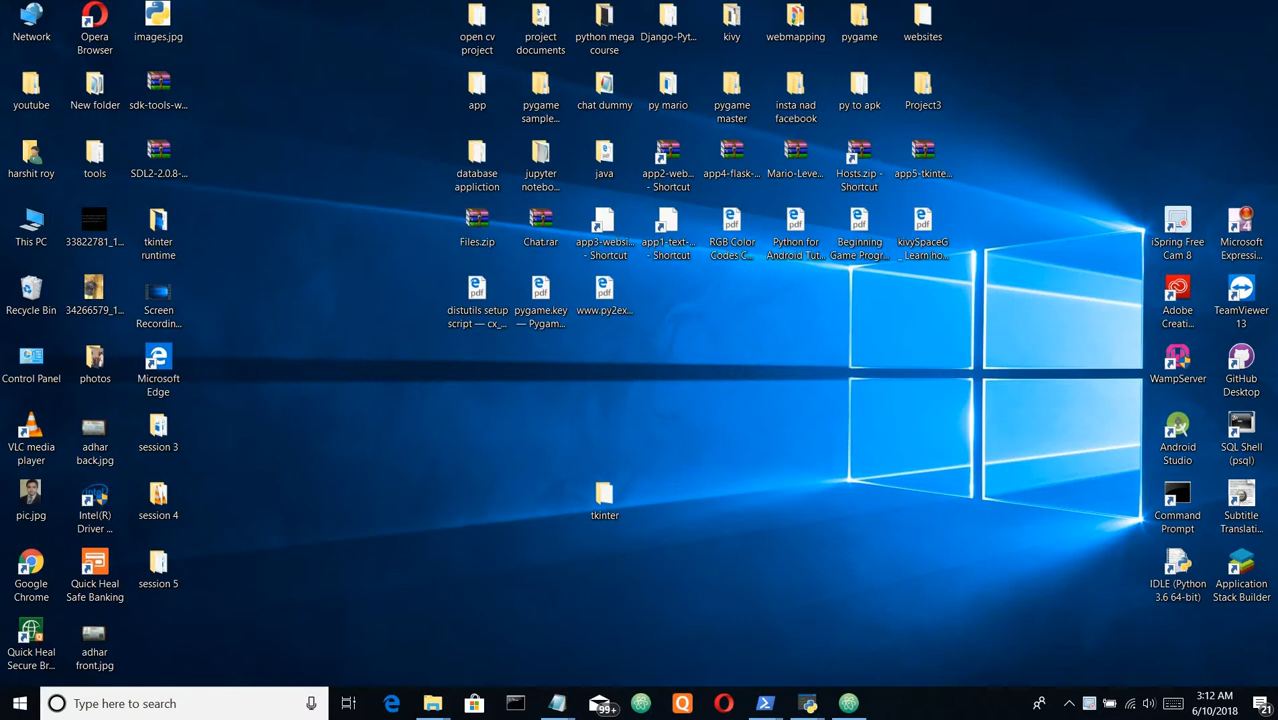 Network
Opera
Browser
images.jpg
open cv
project
project
documents
python mega
course
Django-Pyt...
kivy
webmapping
pygame
websites
youtube
New folder
sdk-tools-w...
app
pygame
sample...
chat dummy
py mario
pygame
master
insta nad
facebook
py to apk
Project3
harshit roy
tools
SDL2-2.0.8-...
database
appliction
jupyter
notebo...
java
app2-web...
- Shortcut
app4-flask-...
Mario-Leve...
Hosts.zip -
Shortcut
app5-tkinte...
This PC
33822781_1...
tkinter
runtime
Files.zip
Chat.rar
app3-websi...
- Shortcut
app1-text-...
- Shortcut
RGB Color
Codes C...
Python for
Android Tut...
Beginning
Game Progr...
kivySpaceG
_ Learn ho...
iSpring Free
Cam 8
Microsoft
Expressi...
Recycle Bin
34266579_1...
Screen
Recordin...
distutils setup
script — cx_...
pygame.key
— Pygam...
www.py2ex...
Adobe
Creati...
TeamViewer
13
Control Panel
photos
Microsoft
Edge
WampServer
GitHub
Desktop
VLC media
player
adhar
back.jpg
session 3
Android
Studio
SQL Shell
(psql)
pic.jpg
Intel(R)
Driver ...
session 4
tkinter
Command
Prompt
Subtitle
Translati...
Google
Chrome
Quick Heal
Safe Banking
session 5
IDLE (Python
3.6 64-bit)
Application
Stack Builder
Quick Heal
Secure Br...
adhar
front.jpg
Type here to search
99+
3:12 AM
6/10/2018
21